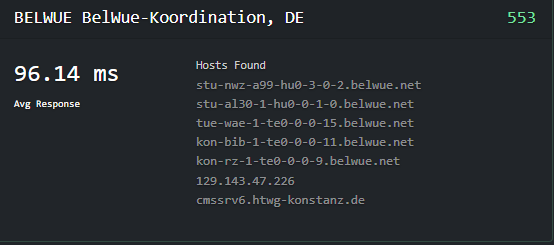 BELWUE BelWue-Koordination, DE 553
96.14 ms
Avg Response
Hosts Found
stu-nwz-a99-hu0-3-0-2.belwue.net
stu-al30-1-hu0-0-1-0.belwue.net
tue-wae-1-te0-0-0-15.belwue.net
kon-bib-1-te0-0-0-11.belwue.net
kon-rz-1-te0-0-0-9.belwue.net
129.143.47.226
cmssrv6.htwg-konstanz.de